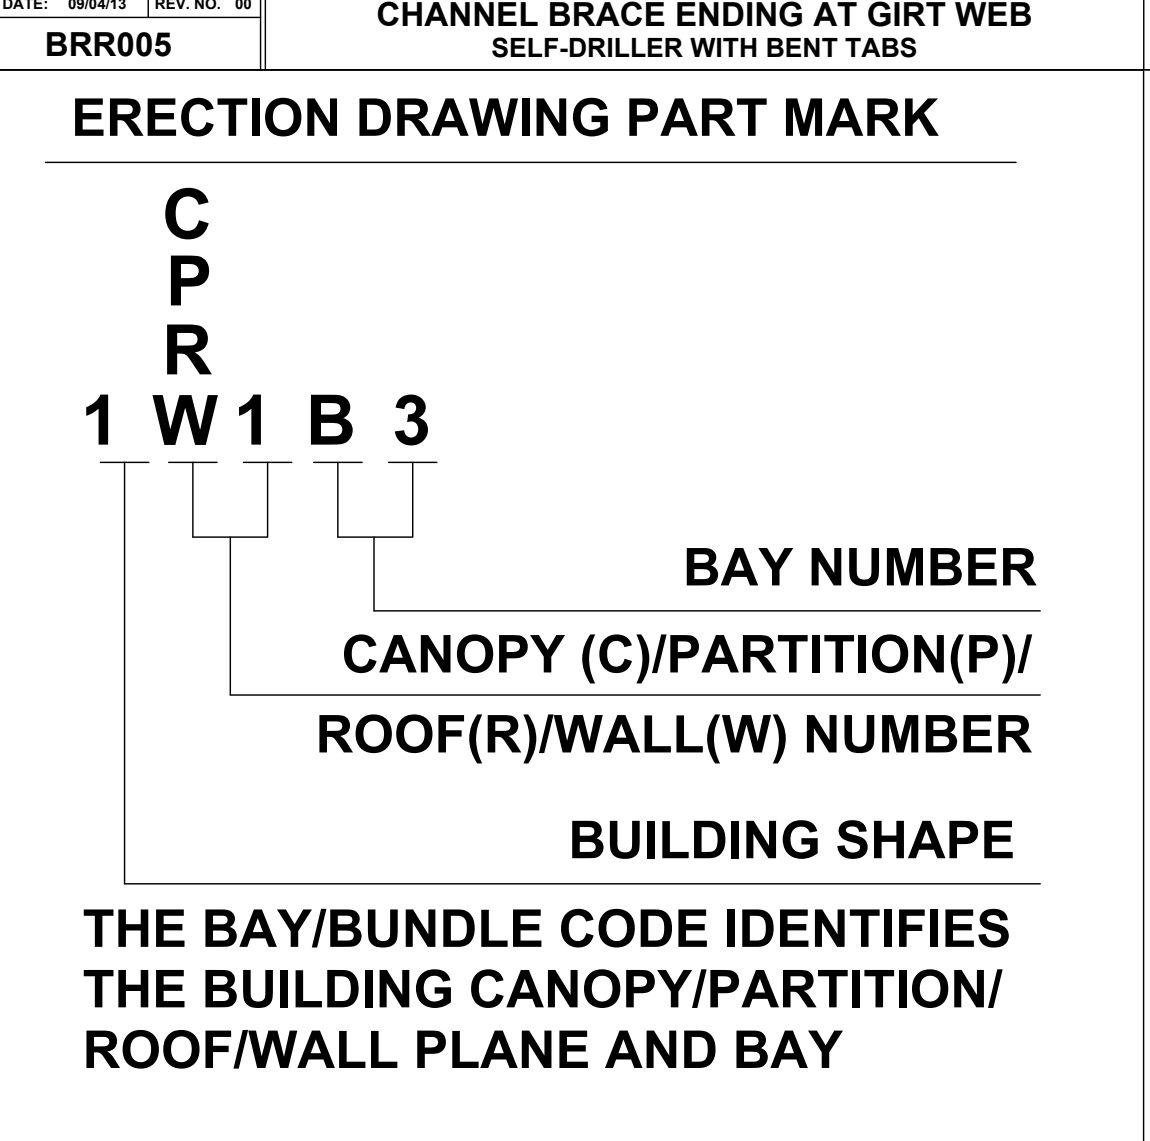 DATE: 09/04/13 REV. NO. 00
BRR005
CHANNEL BRACE ENDING AT GIRT WEB
SELF-DRILLER WITH BENT TABS
ERECTION DRAWING PART MARK
C
P
R
1 W 1 B 3
BAY NUMBER
CANOPY (C)/PARTITION(P)/
ROOF(R)/WALL(W) NUMBER
BUILDING SHAPE
THE BAY/BUNDLE CODE IDENTIFIES
THE BUILDING CANOPY/PARTITION/
ROOF/WALL PLANE AND BAY